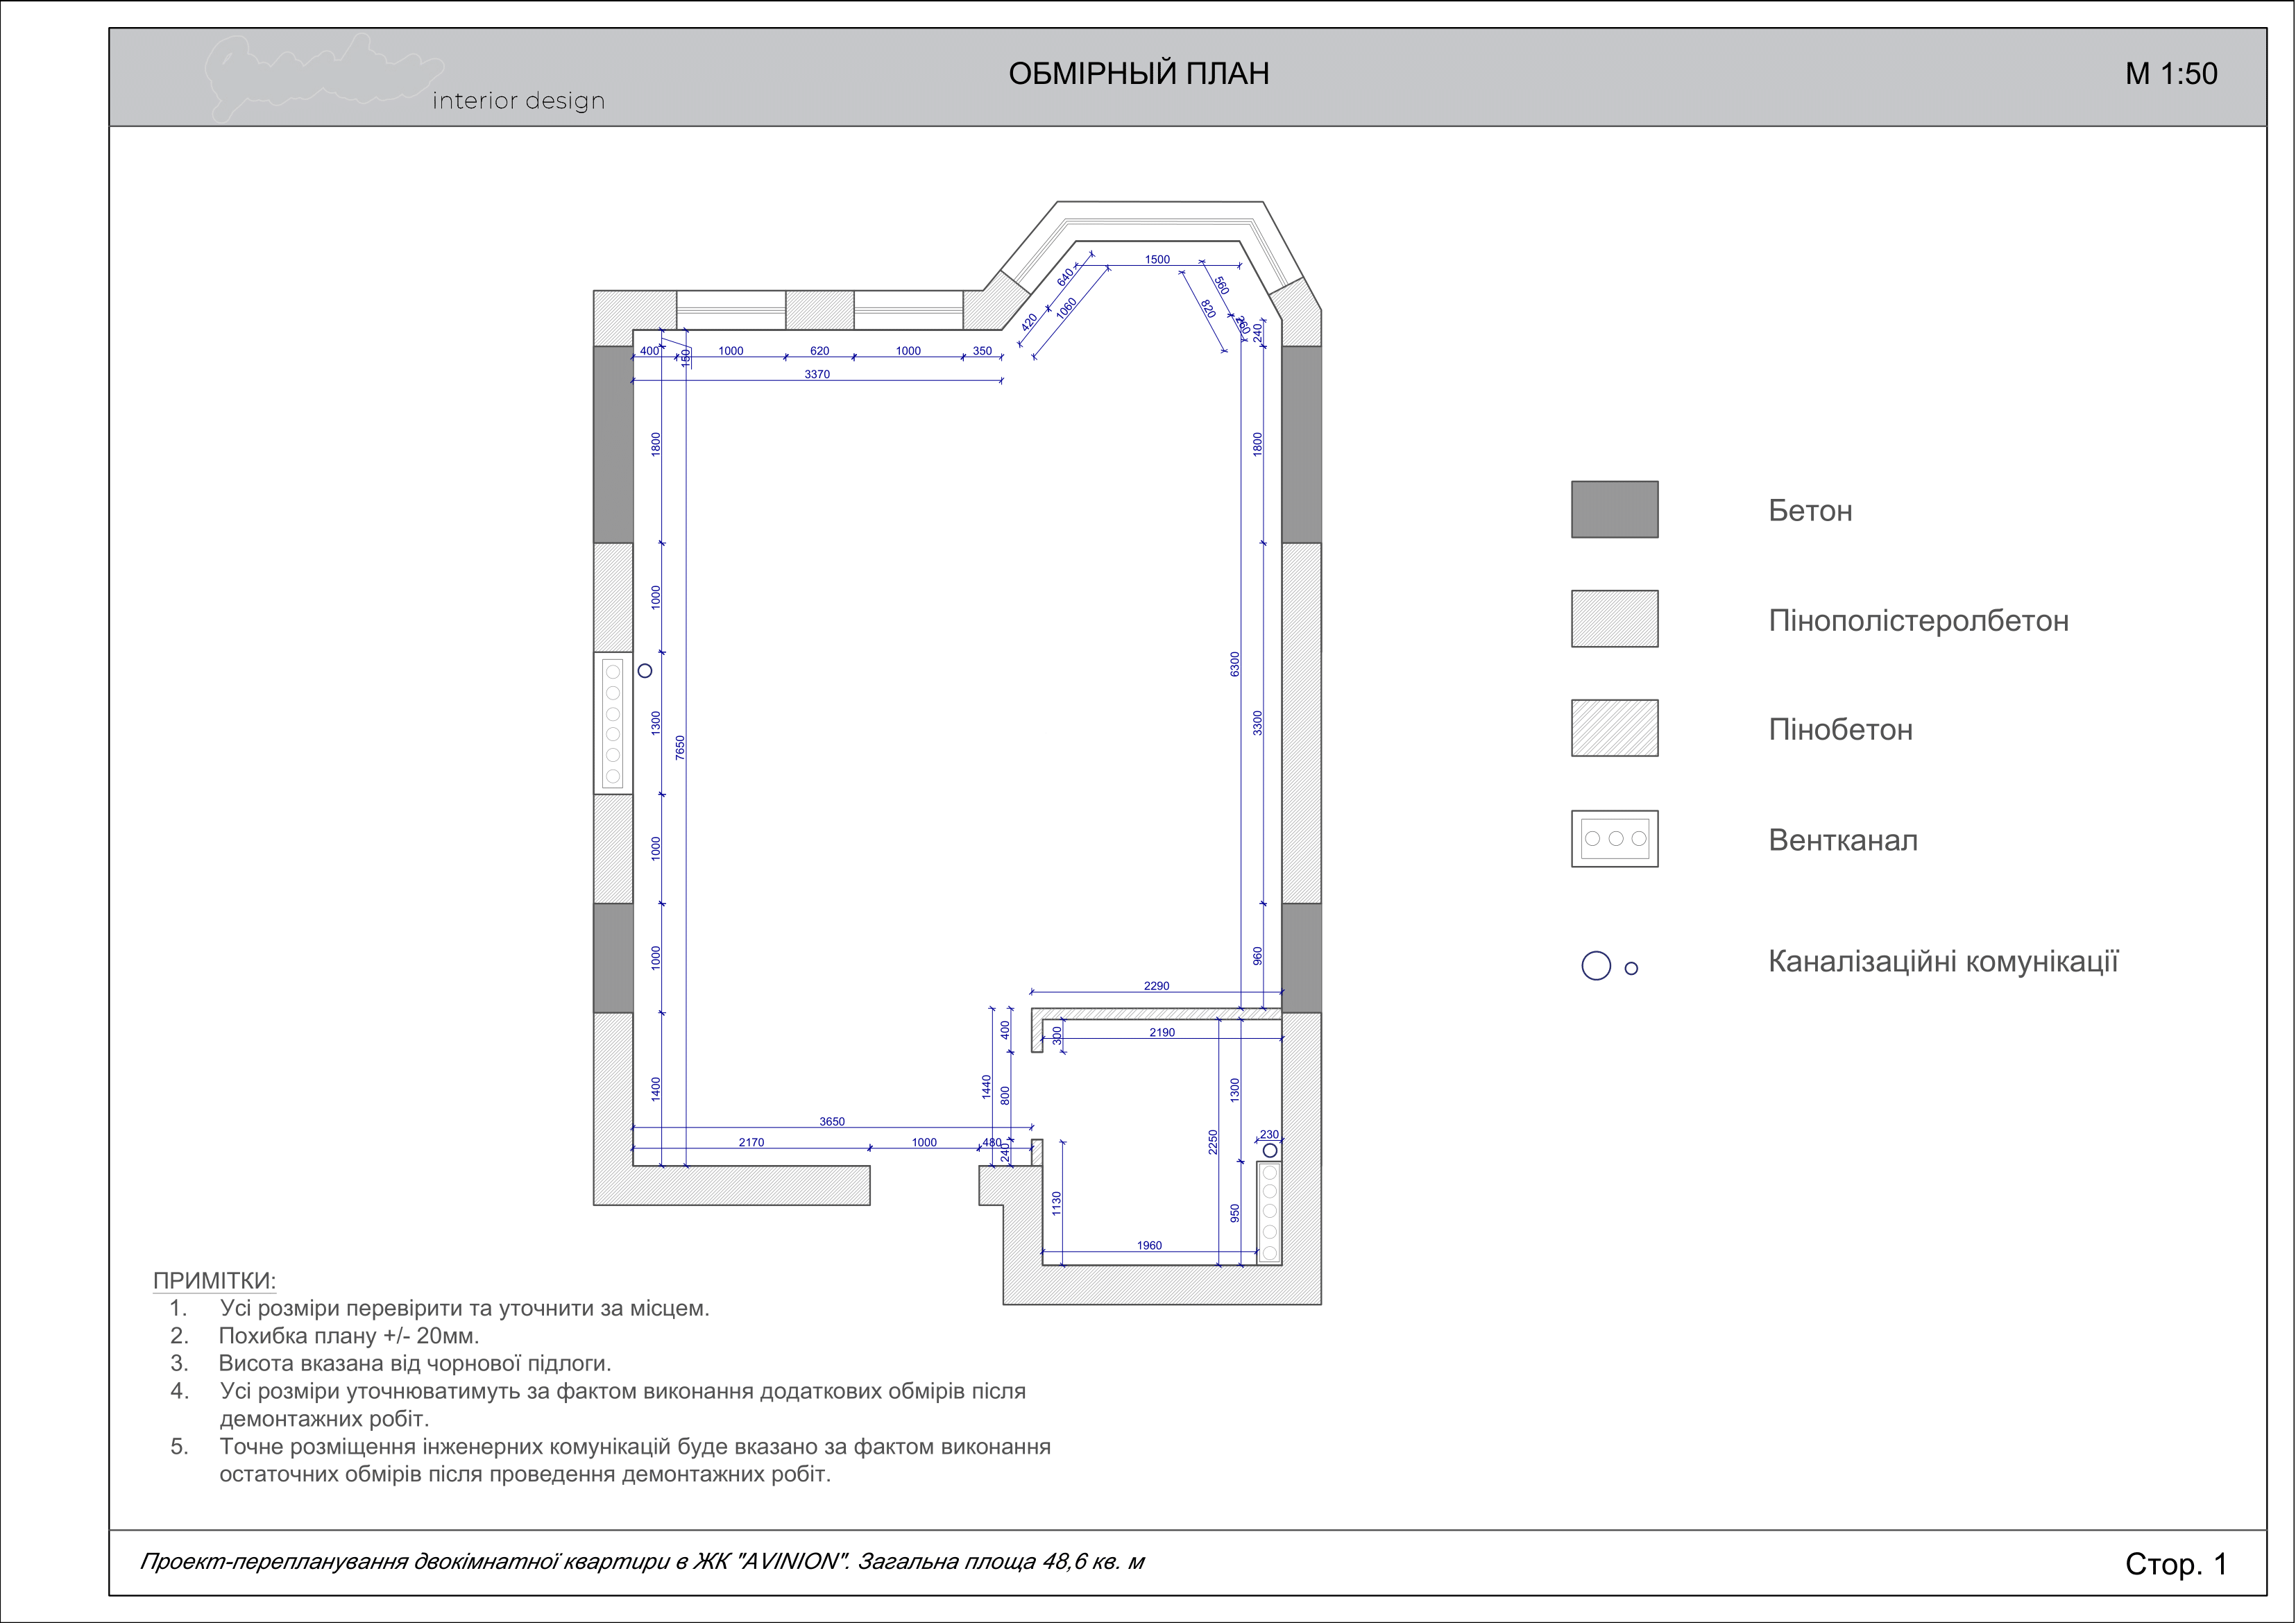 interior design
ОБМІРНЫЙ ПЛАН
М 1:50
1500
640
1060
420
560
820
260
240
400
150
1000
620
1000
350
3370
1800
1800
1000
1300
7650
6300
3300
1000
1000
960
2290
400
300
2190
1440
800
1400
1300
3650
2170
1000
480
240
2250
230
1130
950
1960
Бетон
Пінополістеролбетон
Пінобетон
Вентканал
Каналізаційні комунікації
ПРИМІТКИ:
1. Усі розміри перевірити та уточнити за місцем.
2. Похибка плану +/- 20мм.
3. Висота вказана від чорнової підлоги.
4. Усі розміри уточнюватимуть за фактом виконання додаткових обмірів після
демонтажних робіт.
5. Точне розміщення інженерних комунікацій буде вказано за фактом виконання
остаточних обмірів після проведення демонтажних робіт.
Проект-перепланування двокімнатної квартири в ЖК "AVINION". Загальна площа 48,6 кв. м
Стор. 1